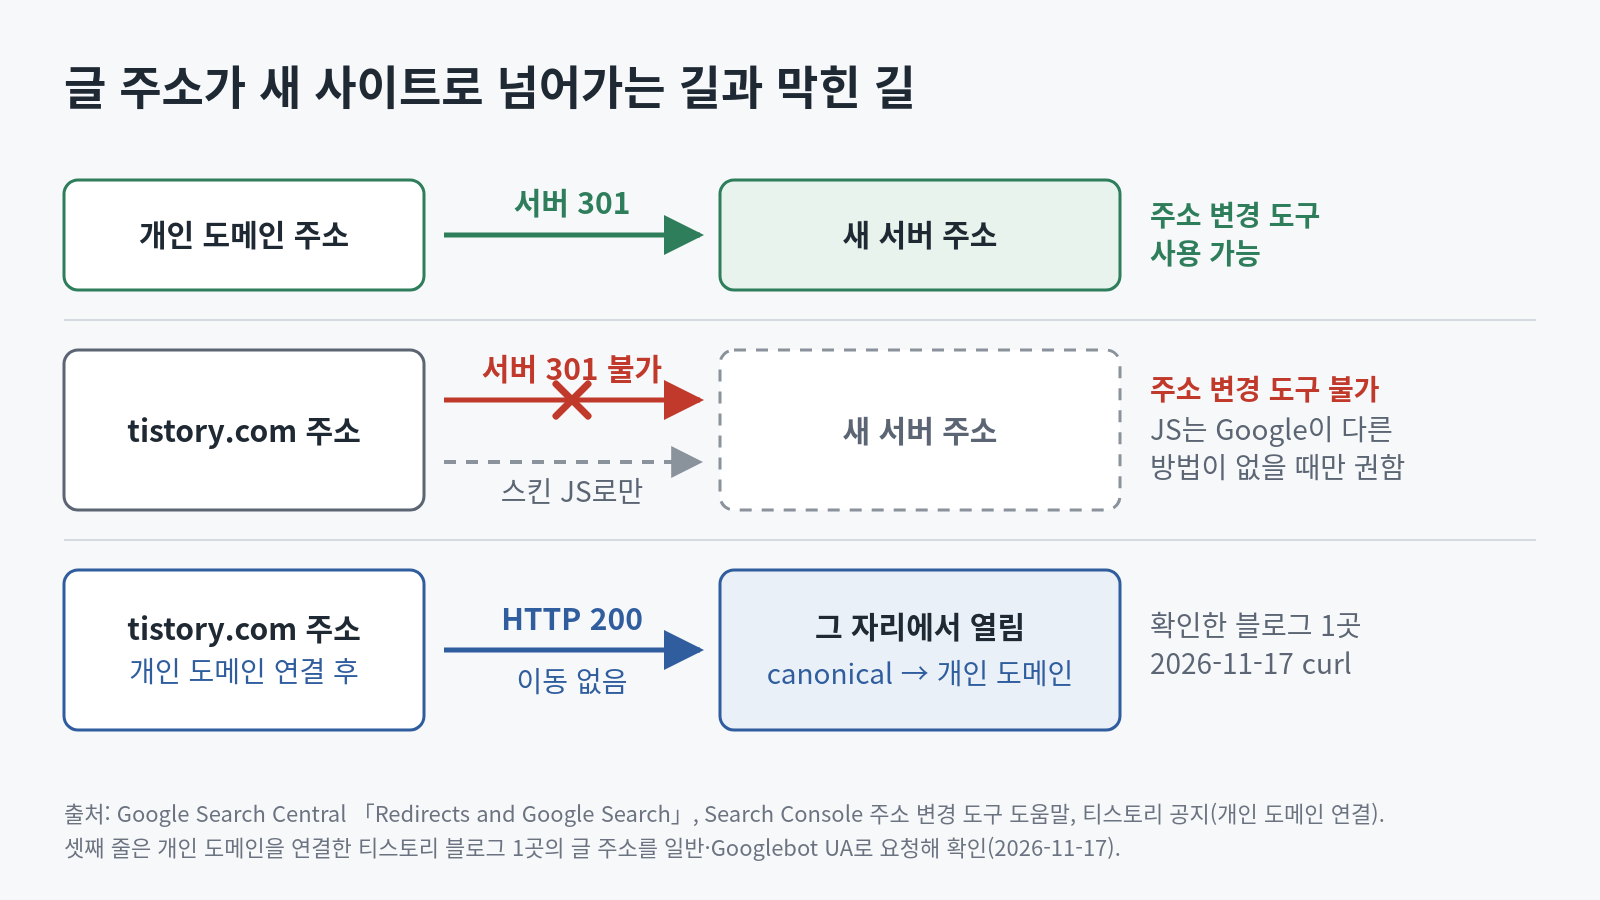 글 주소가 새 사이트로 넘어가는 길과 막힌 길
개인 도메인 주소
서버 301
새 서버 주소
주소 변경 도구
사용 가능
tistory.com 주소
서버 301 불가
스킨 JS로만
새 서버 주소
주소 변경 도구 불가
JS는 Google이 다른
방법이 없을 때만 권함
tistory.com 주소
개인 도메인 연결 후
HTTP 200
이동 없음
그 자리에서 열림
canonical → 개인 도메인
확인한 블로그 1곳
2026-11-17 curl
출처: Google Search Central 「Redirects and Google Search」, Search Console 주소 변경 도구 도움말, 티스토리 공지(개인 도메인 연결).
셋째 줄은 개인 도메인을 연결한 티스토리 블로그 1곳의 글 주소를 일반·Googlebot UA로 요청해 확인(2026-11-17).